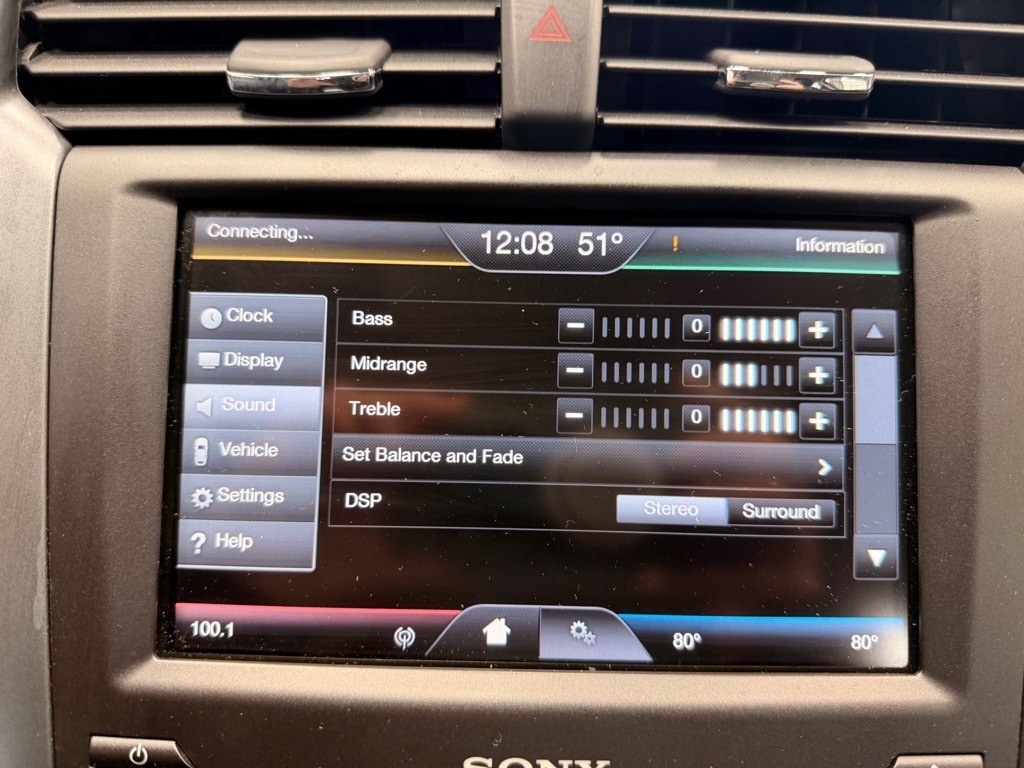 Connecting...
12:08 51°
!
Information
Clock
Display
Sound
Vehicle
Settings
? Help
Bass - 0 +
Midrange - 0 +
Treble - 0 +
Set Balance and Fade
DSP Stereo Surround
100.1
80° 80°
SONY